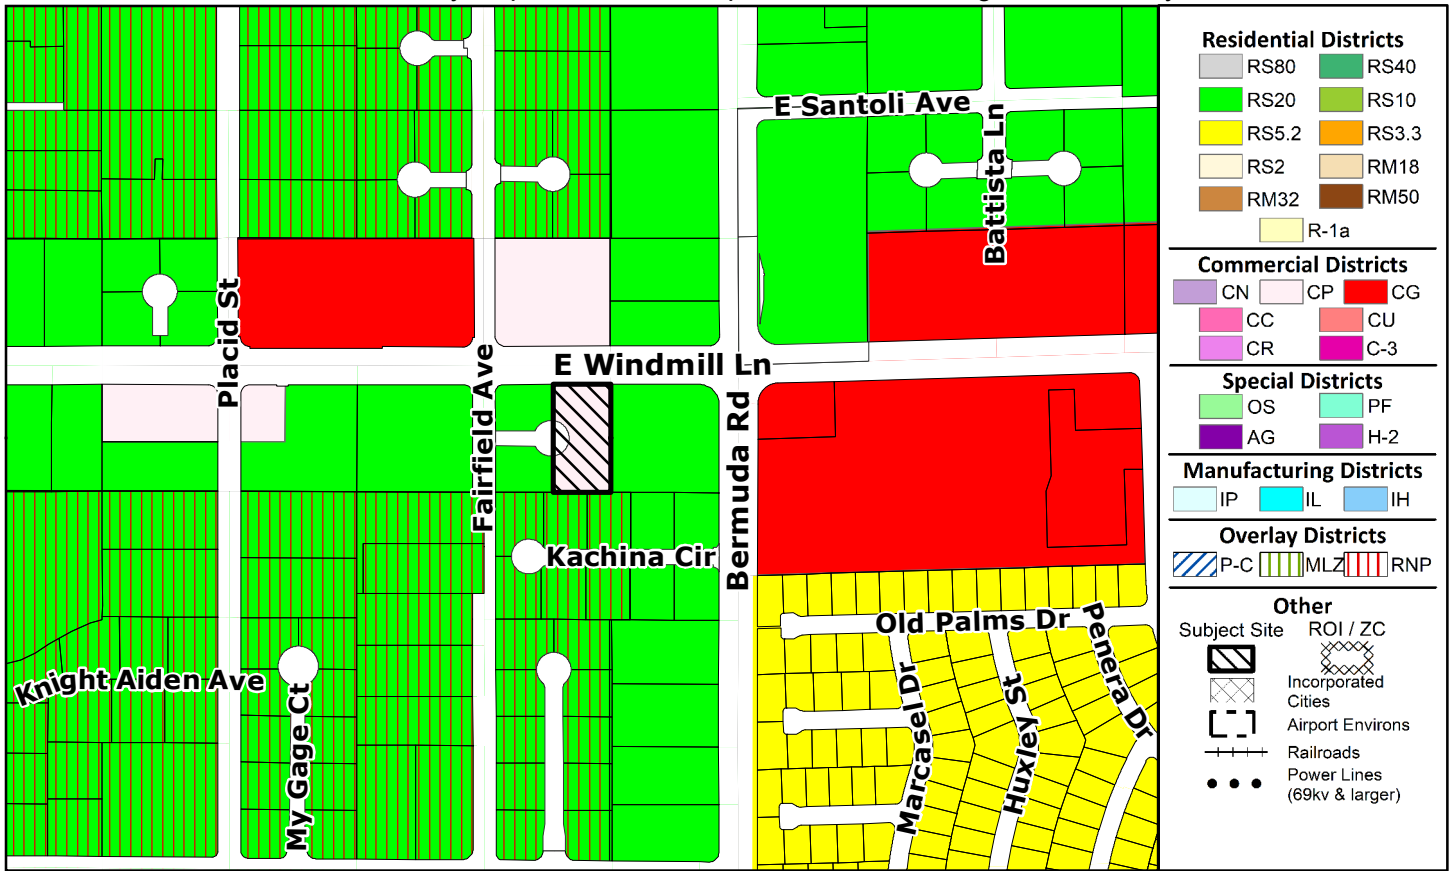 E Santoli Ave
Battista Ln
Placid St
E Windmill Ln
Fairfield Ave
Bermuda Rd
Kachina Cir
Old Palms Dr
Penera Dr
Knight Aiden Ave
My Gage Ct
Marcasel Dr
Huxley St
Residential Districts
RS80 RS40
RS20 RS10
RS5.2 RS3.3
RS2 RM18
RM32 RM50
R-1a
Commercial Districts
CN CP CG
CC CU
CR C-3
Special Districts
OS PF
AG H-2
Manufacturing Districts
IP IL IH
Overlay Districts
P-C MLZ RNP
Other
Subject Site ROI / ZC
Incorporated
Cities
Airport Environs
Railroads
Power Lines
(69kv & larger)